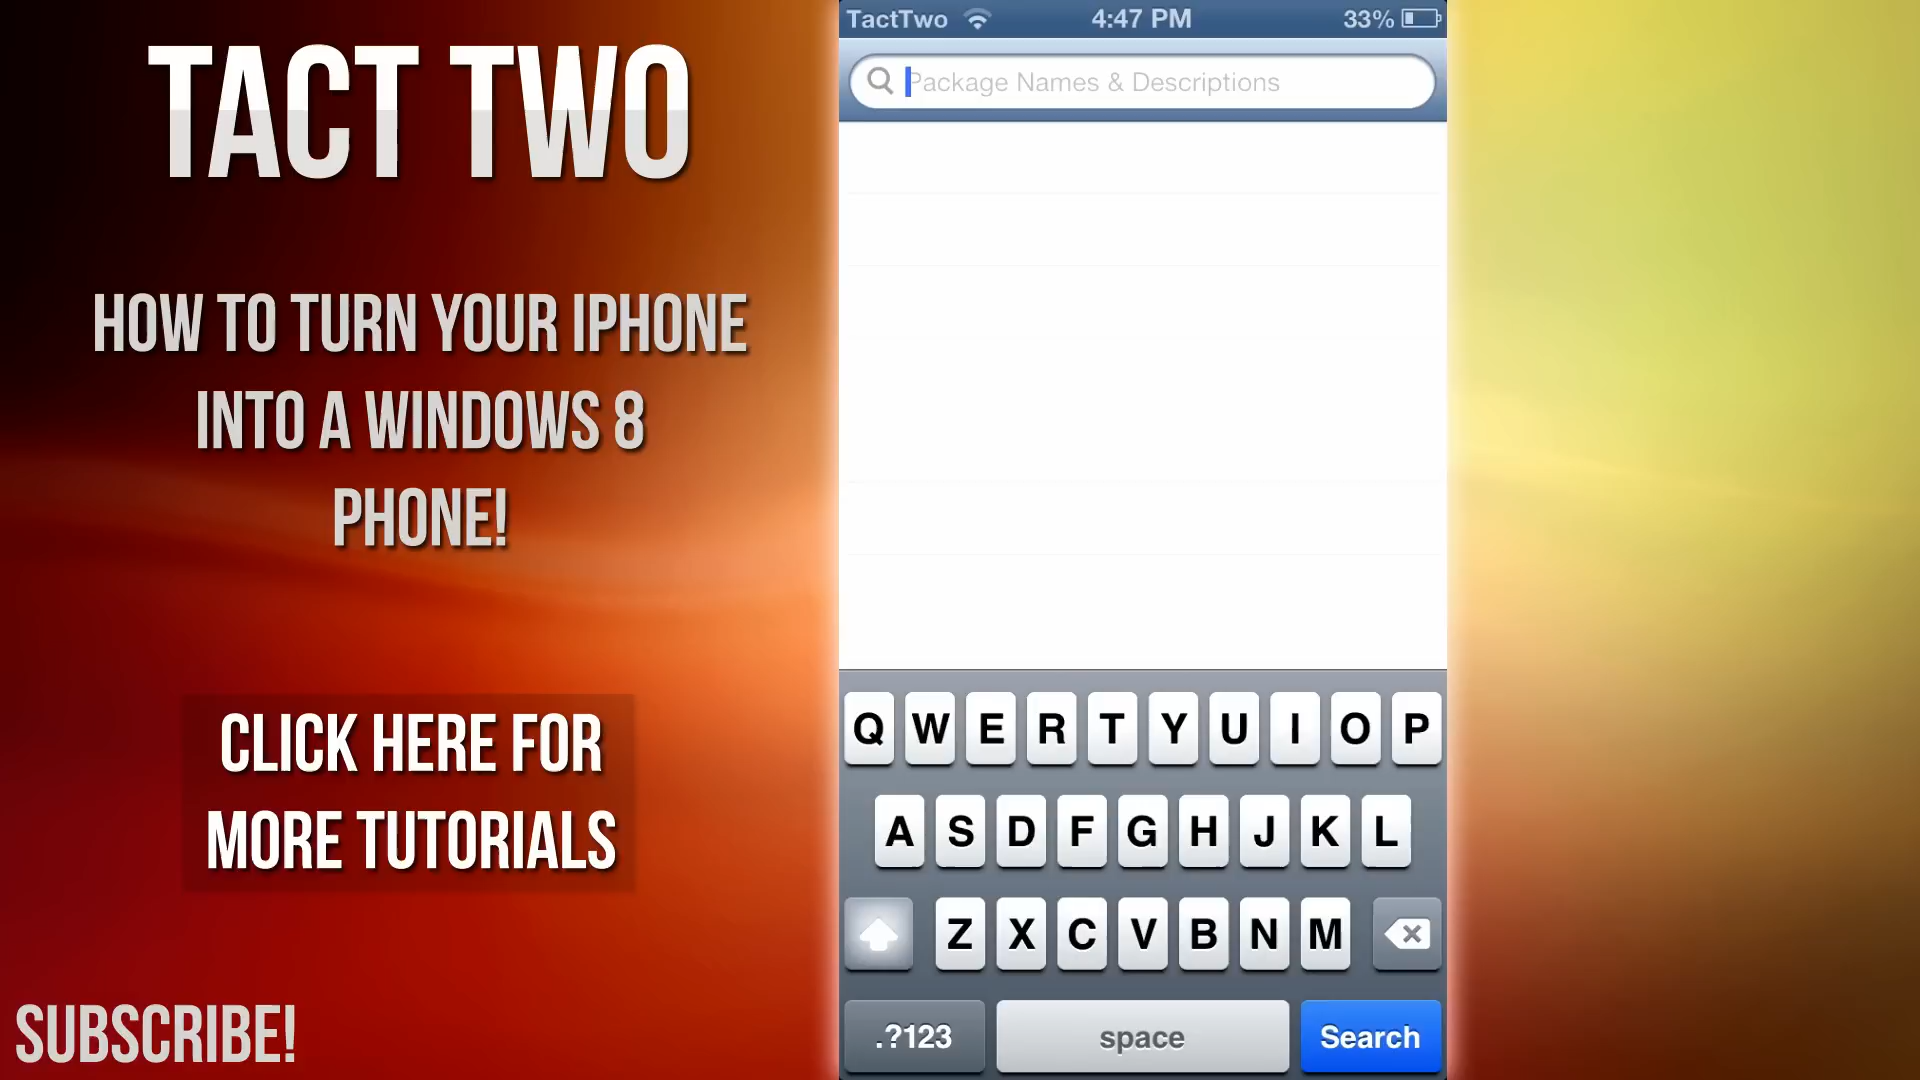 TACT TWO
HOW TO TURN YOUR IPHONE
INTO A WINDOWS 8
PHONE!
CLICK HERE FOR
MORE TUTORIALS
SUBSCRIBE!
TactTwo 4:47 PM 33%
Package Names & Descriptions
Q W E R T Y U I O P
A S D F G H J K L
Z X C V B N M
.?123 space Search